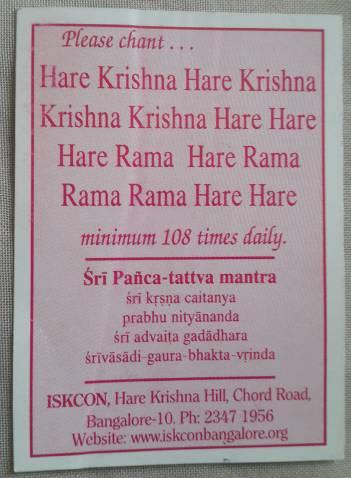 Please chant . . .
Hare Krishna Hare Krishna
Krishna Krishna Hare Hare
Hare Rama Hare Rama
Rama Rama Hare Hare
minimum 108 times daily.
Śrī Pañca-tattva mantra
śrī kṛṣṇa caitanya
prabhu nityānanda
śrī advaiṭa gadādhara
śrīvāsādi-gaura-bhakta-vṛinda
ISKCON, Hare Krishna Hill, Chord Road,
Bangalore-10. Ph: 2347 1956
Website: www.iskconbangalore.org